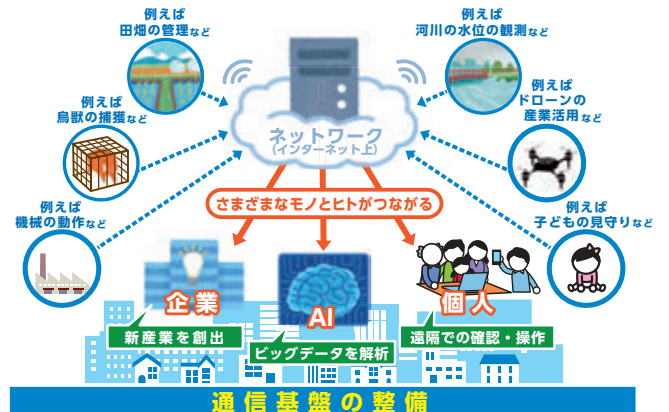 例えば
田畑の管理など
例えば
河川の水位の観測など
例えば
鳥獣の捕獲など
例えば
ドローンの
産業活用など
ネットワーク
(インターネット上)
さまざまなモノとヒトがつながる
例えば
機械の動作など
例えば
子どもの見守りなど
企業
AI
個人
新産業を創出
ビッグデータを解析
遠隔での確認・操作
通信基盤の整備